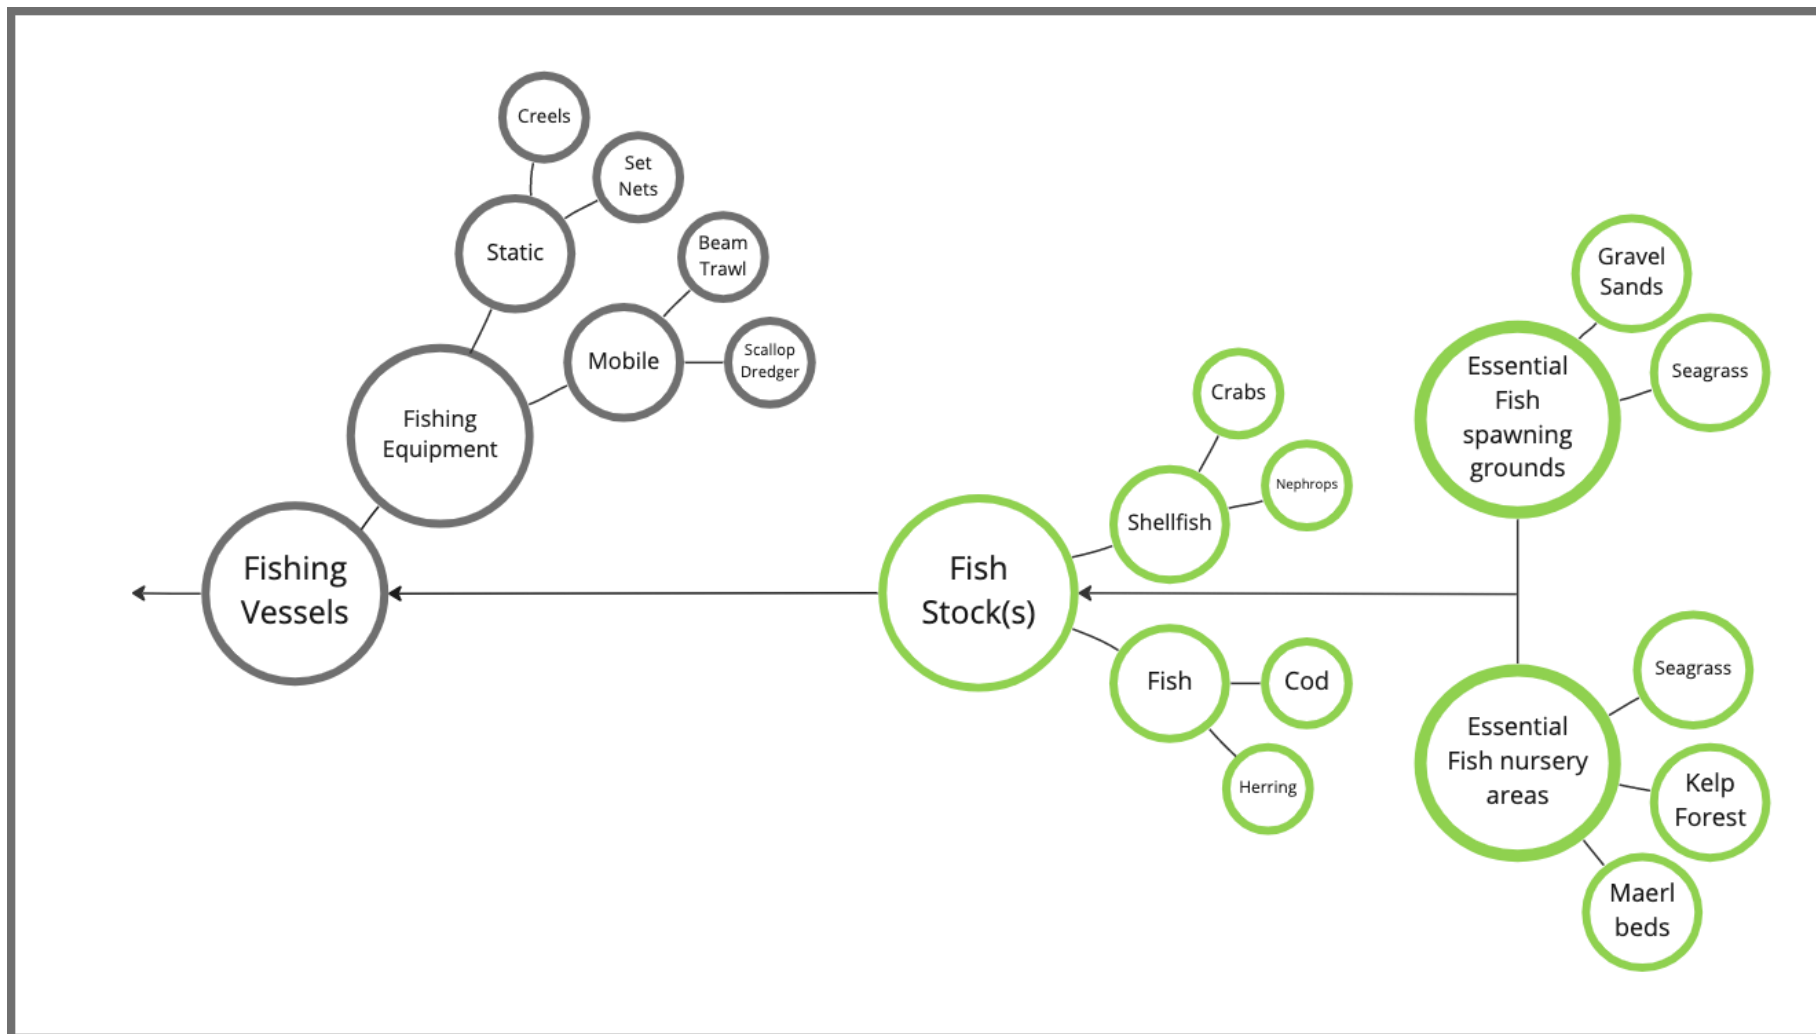 Creels
Set
Nets
Static
Beam
Trawl
Mobile
Scallop
Dredger
Fishing
Equipment
Fishing
Vessels
Fish
Stock(s)
Crabs
Nephrops
Shellfish
Fish
Cod
Herring
Gravel
Sands
Essential
Fish
spawning
grounds
Seagrass
Essential
Fish nursery
areas
Seagrass
Kelp
Forest
Maerl
beds